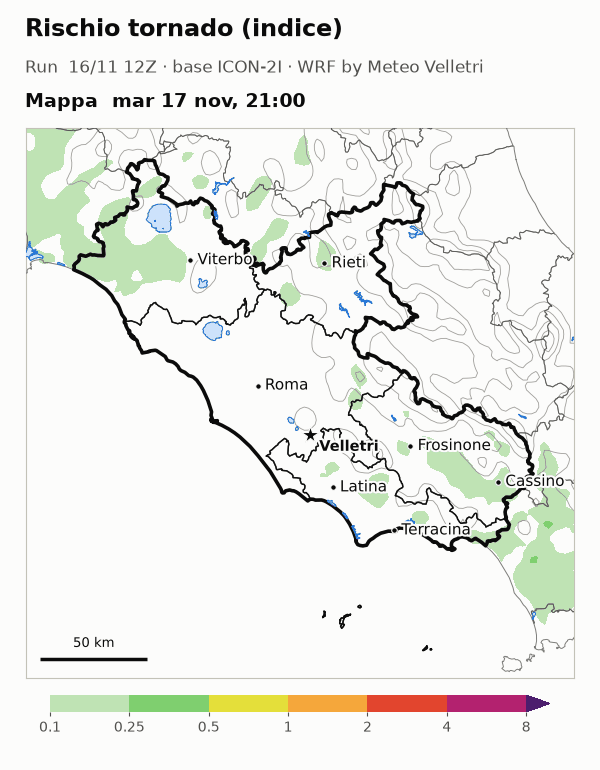 Rischio tornado (indice)
Run  16/11 12Z · base ICON-2I · WRF by Meteo Velletri
Mappa  mar 17 nov, 21:00
Viterbo
Rieti
Roma
Velletri
Frosinone
Cassino
Latina
Terracina
50 km
0.1 0.25 0.5 1 2 4 8